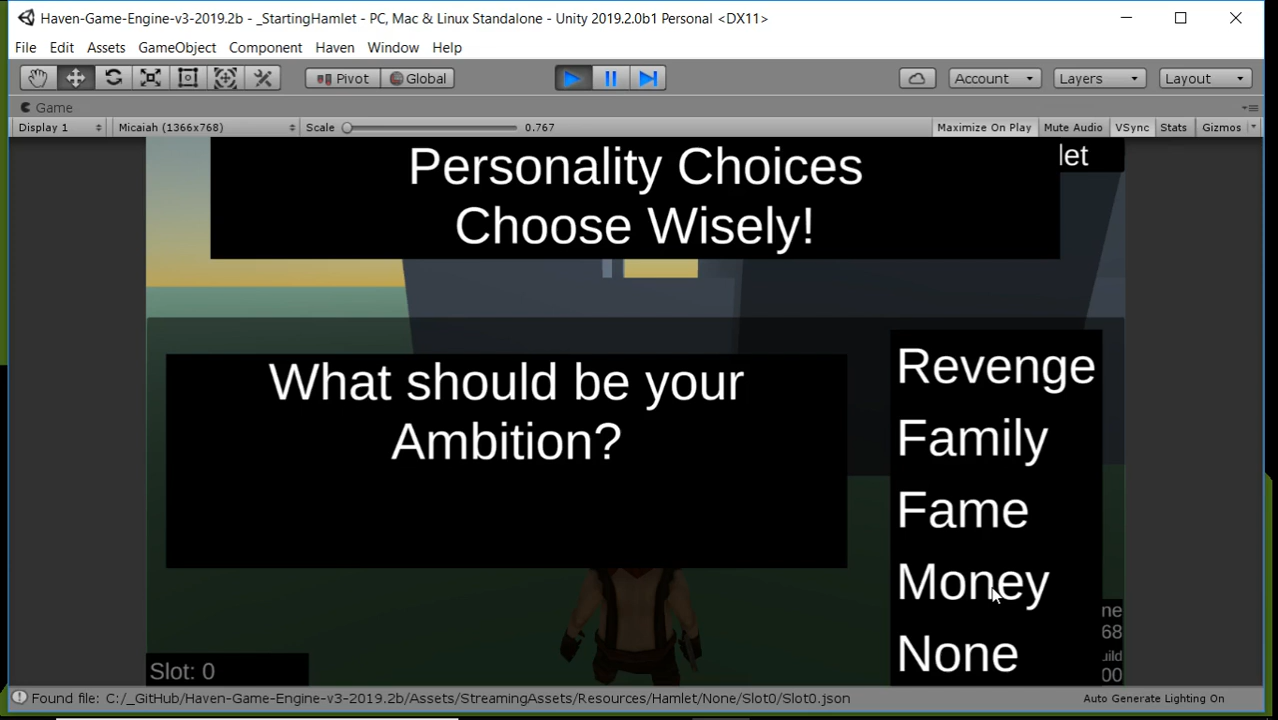 Haven-Game-Engine-v3-2019.2b - _StartingHamlet - PC, Mac & Linux Standalone - Unity 2019.2.0b1 Personal <DX11>
File Edit Assets GameObject Component Haven Window Help
Pivot Global Account Layers Layout
Game
Display 1 Micaiah (1366x768) Scale 0.767 Maximize On Play Mute Audio VSync Stats Gizmos
Personality Choices
let
Choose Wisely!
What should be your
Ambition?
Revenge
Family
Fame
Money
None
ne
68
uild
00
Slot: 0
Found file: C:/_GitHub/Haven-Game-Engine-v3-2019.2b/Assets/StreamingAssets/Resources/Hamlet/None/Slot0/Slot0.json
Auto Generate Lighting On